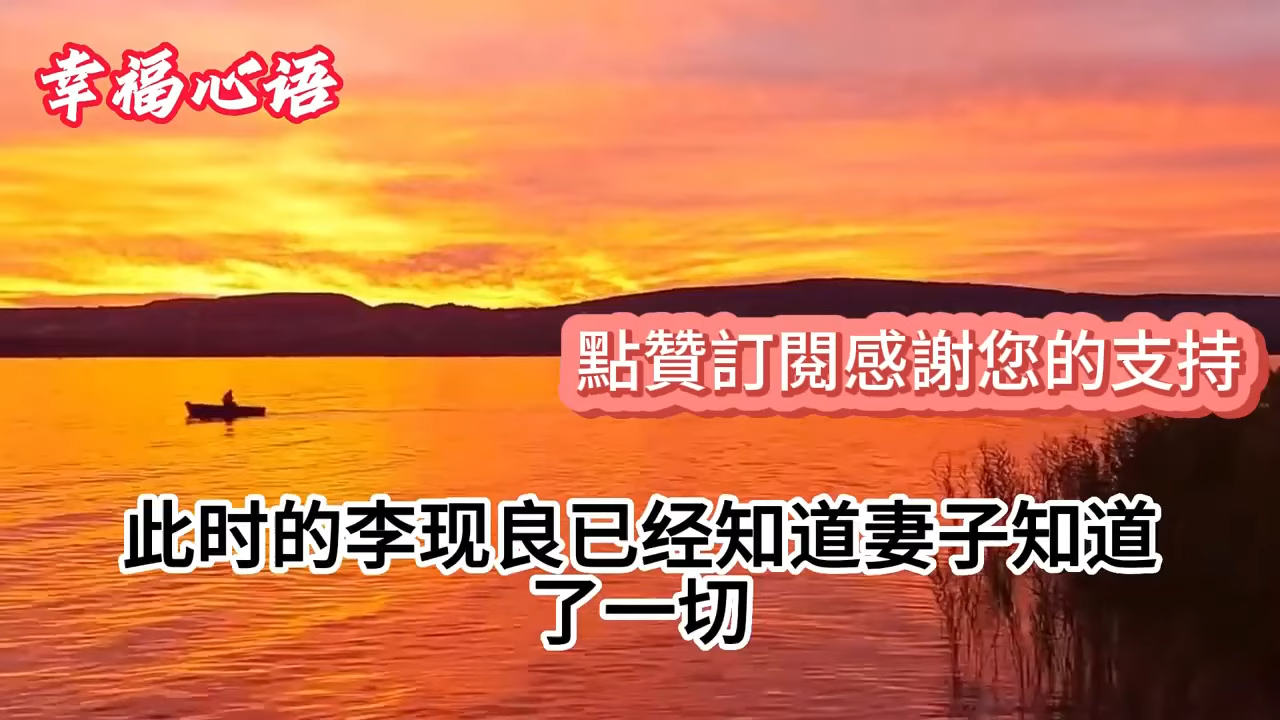 幸福心语
點贊訂閱感謝您的支持
此时的李现良已经知道妻子知道
了一切